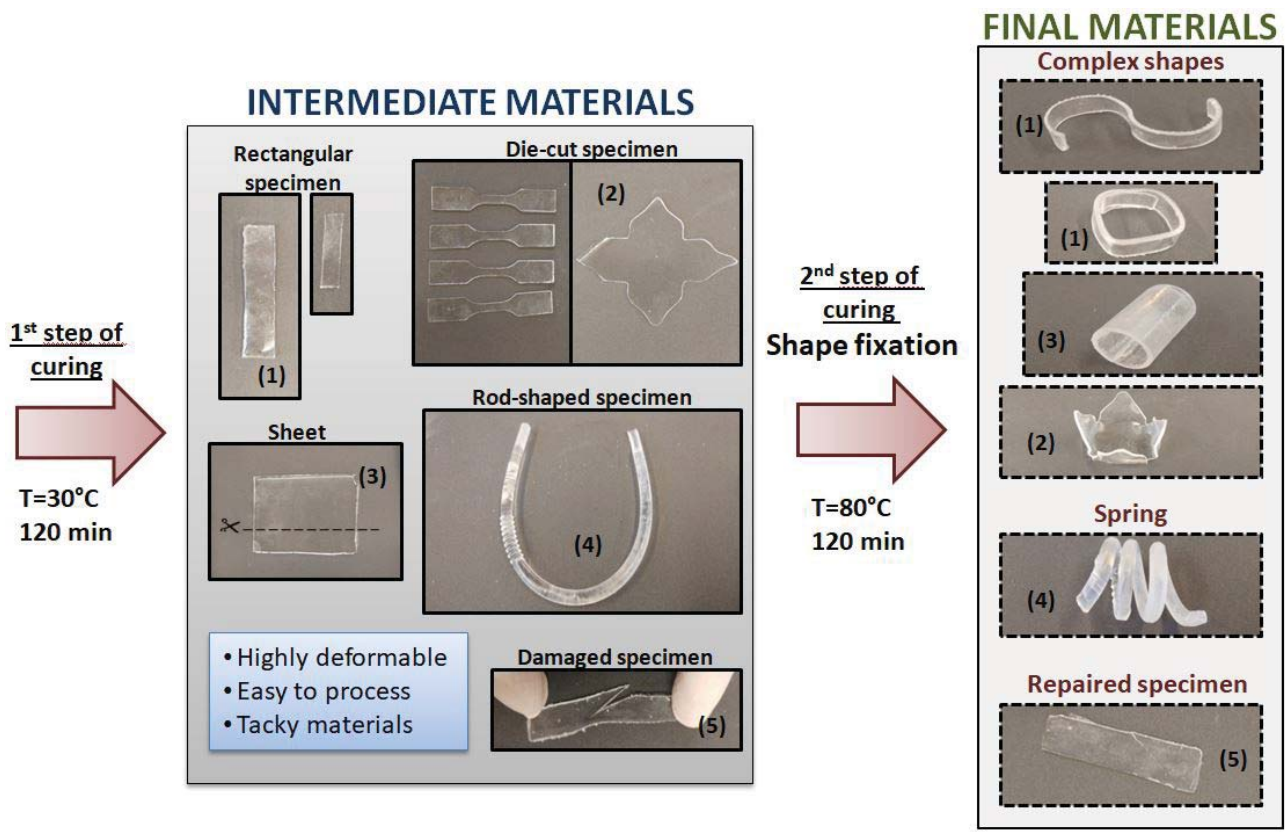 1st step of
curing
T=30°C
120 min
INTERMEDIATE MATERIALS
Rectangular
specimen
(1)
Die-cut specimen
(2)
Sheet
(3)
Rod-shaped specimen
(4)
• Highly deformable
• Easy to process
• Tacky materials
Damaged specimen
(5)
2nd step of
curing
Shape fixation
T=80°C
120 min
FINAL MATERIALS
Complex shapes
(1)
(1)
(3)
(2)
Spring
(4)
Repaired specimen
(5)